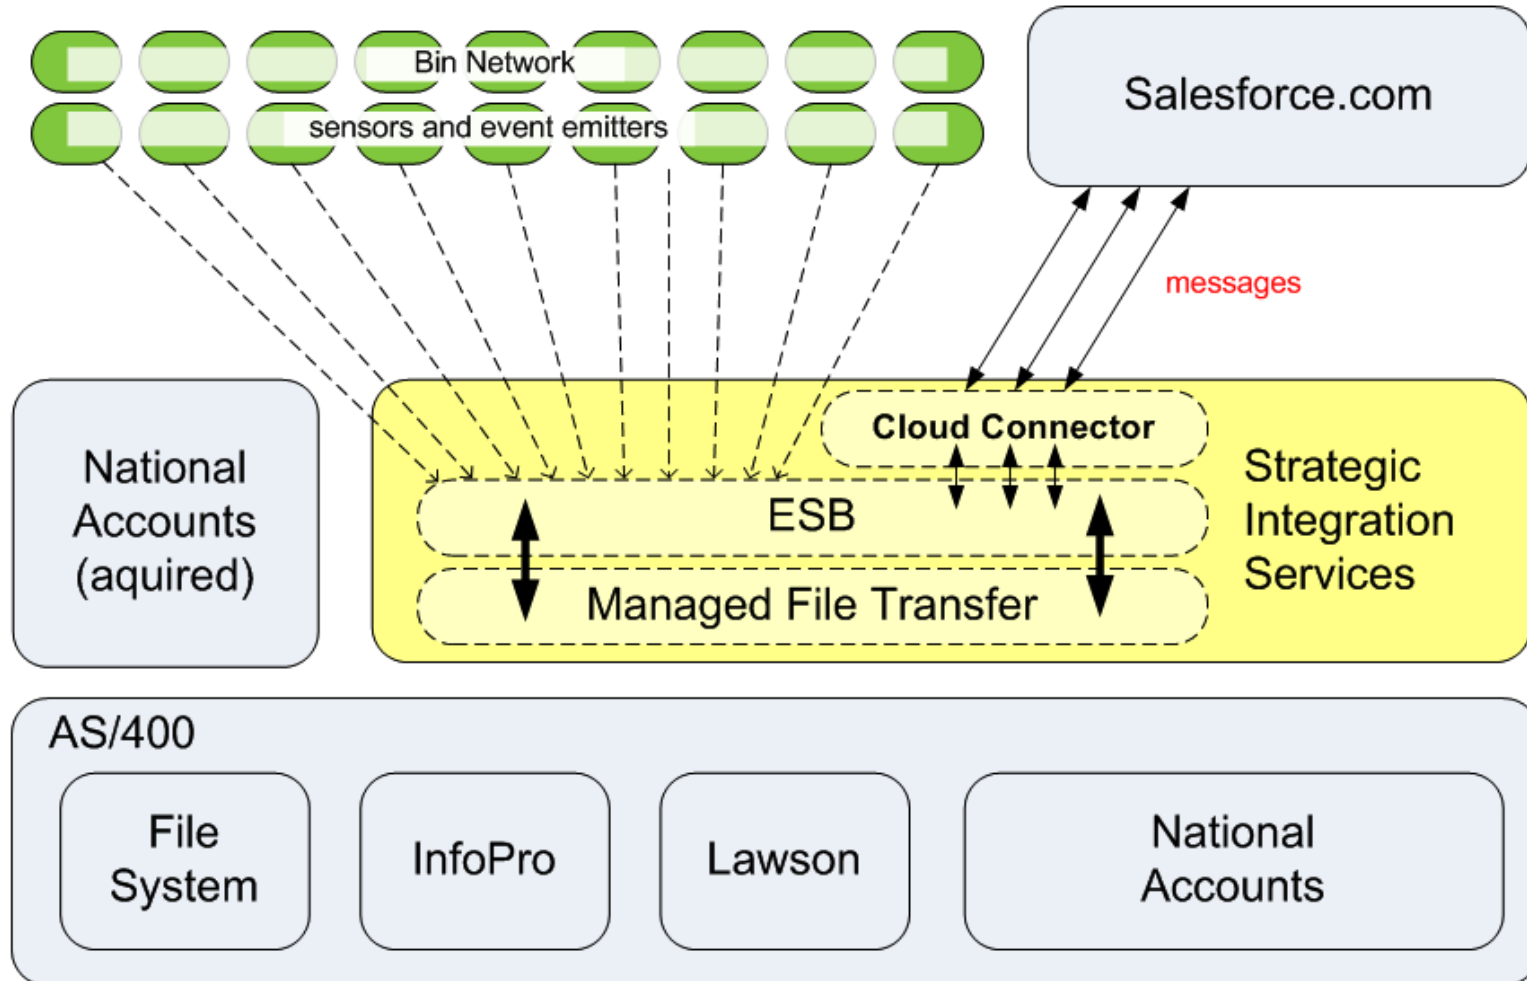 Bin Network
sensors and event emitters
Salesforce.com
messages
National
Accounts
(aquired)
Cloud Connector
ESB
Managed File Transfer
Strategic
Integration
Services
AS/400
File
System
InfoPro
Lawson
National
Accounts